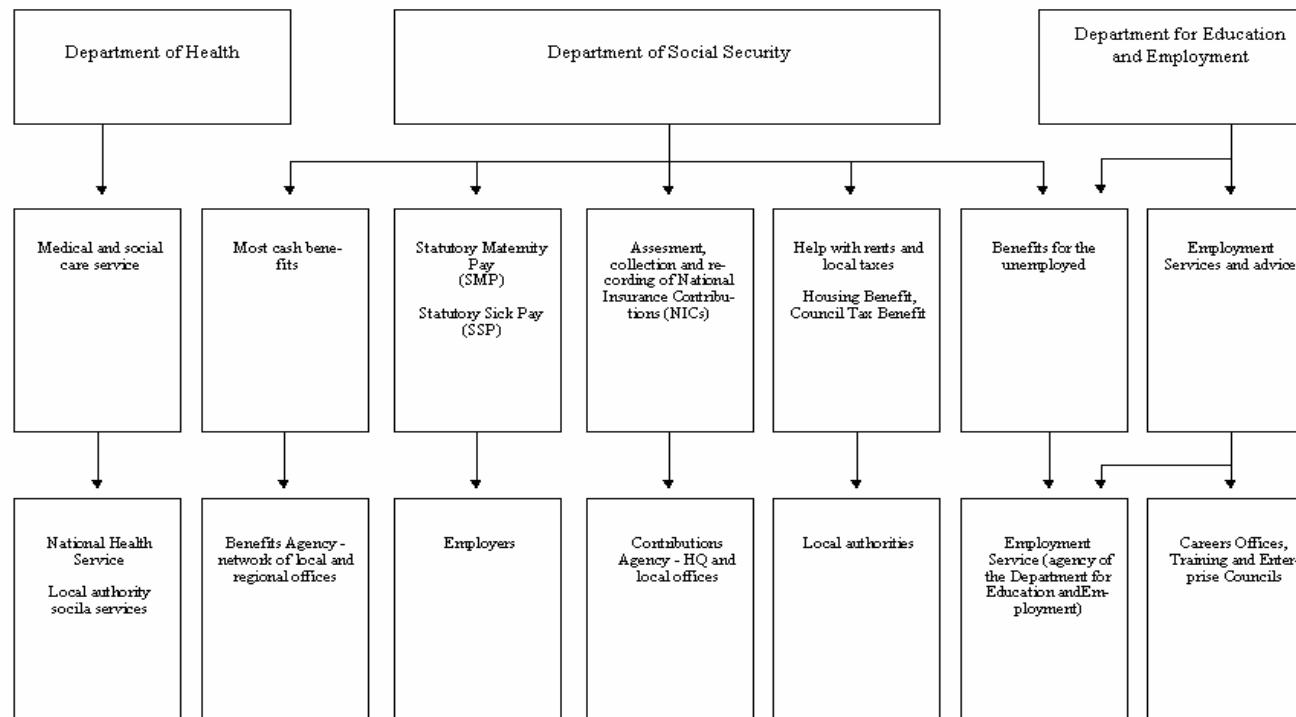 Department of Health
Department of Social Security
Department for Education
and Employment
Medical and social
care service
Most cash bene-
fits
Statutory Maternity
Pay
(SMP)
Statutory Sick Pay
(SSP)
Assesment,
collection and re-
cording of National
Insurance Contribu-
tions (NICs)
Help with rents and
local taxes
Housing Benefit,
Council Tax Benefit
Benefits for the
unemployed
Employment
Services and advice
National Health
Service
Local authority
socila services
Benefits Agency -
network of local and
regional offices
Employers
Contributions
Agency - HQ and
local offices
Local authorities
Employment
Service (agency of
the Department for
Education andEm-
ployment)
Careers Offices,
Training and Enter-
prise Councils